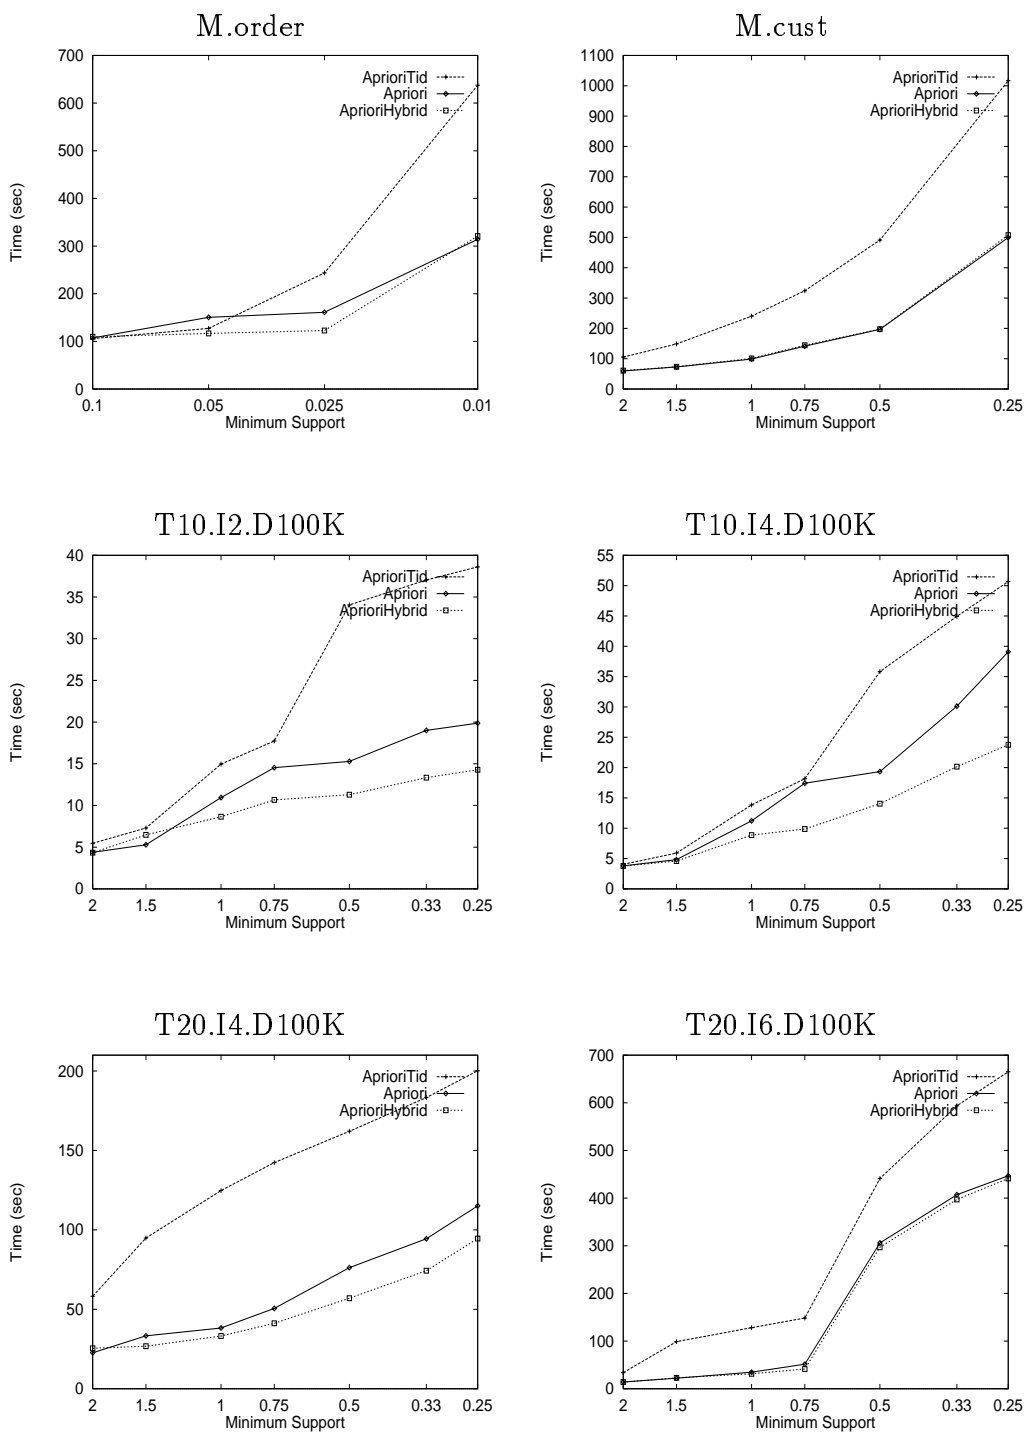 M.order
700
600
500
400
300
200
100
0
Time (sec)
AprioriTid
Apriori
AprioriHybrid
0.1 0.05 0.025 0.01
Minimum Support
M.cust
1100
1000
900
800
700
600
500
400
300
200
100
0
Time (sec)
AprioriTid
Apriori
AprioriHybrid
2 1.5 1 0.75 0.5 0.25
Minimum Support
T10.I2.D100K
40
35
30
25
20
15
10
5
0
Time (sec)
AprioriTid
Apriori
AprioriHybrid
2 1.5 1 0.75 0.5 0.33 0.25
Minimum Support
T10.I4.D100K
55
50
45
40
35
30
25
20
15
10
5
0
Time (sec)
AprioriTid
Apriori
AprioriHybrid
2 1.5 1 0.75 0.5 0.33 0.25
Minimum Support
T20.I4.D100K
200
150
100
50
0
Time (sec)
AprioriTid
Apriori
AprioriHybrid
2 1.5 1 0.75 0.5 0.33 0.25
Minimum Support
T20.I6.D100K
700
600
500
400
300
200
100
0
Time (sec)
AprioriTid
Apriori
AprioriHybrid
2 1.5 1 0.75 0.5 0.33 0.25
Minimum Support